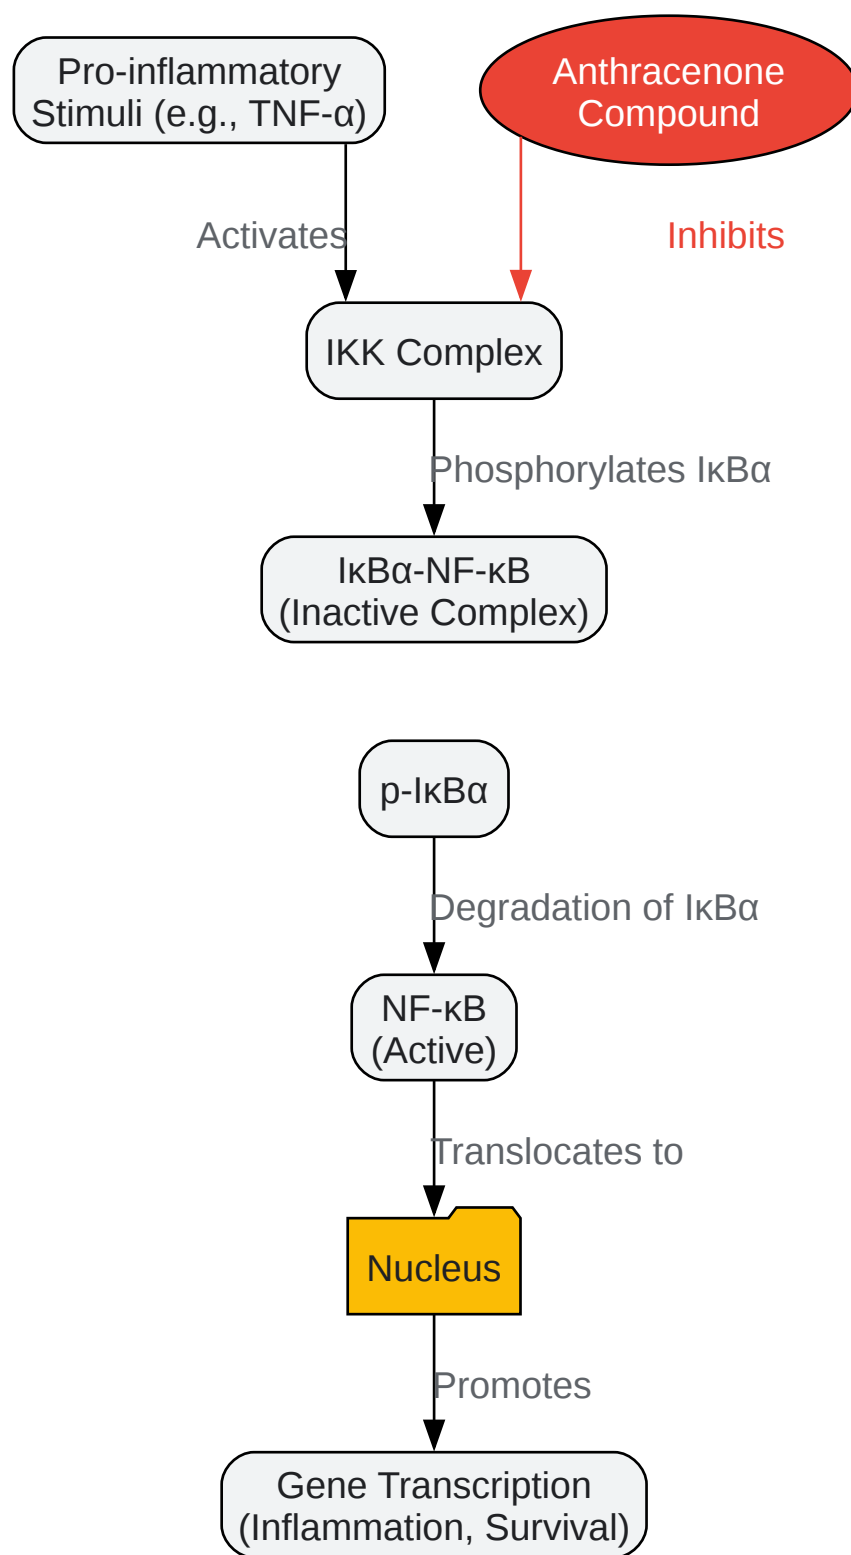 Pro-inflammatory
Stimuli (e.g., TNF-α)
Anthracenone
Compound
Activates
Inhibits
IKK Complex
Phosphorylates IκBα
IκBα-NF-κB
(Inactive Complex)
p-IκBα
Degradation of IκBα
NF-κB
(Active)
Translocates to
Nucleus
Promotes
Gene Transcription
(Inflammation, Survival)